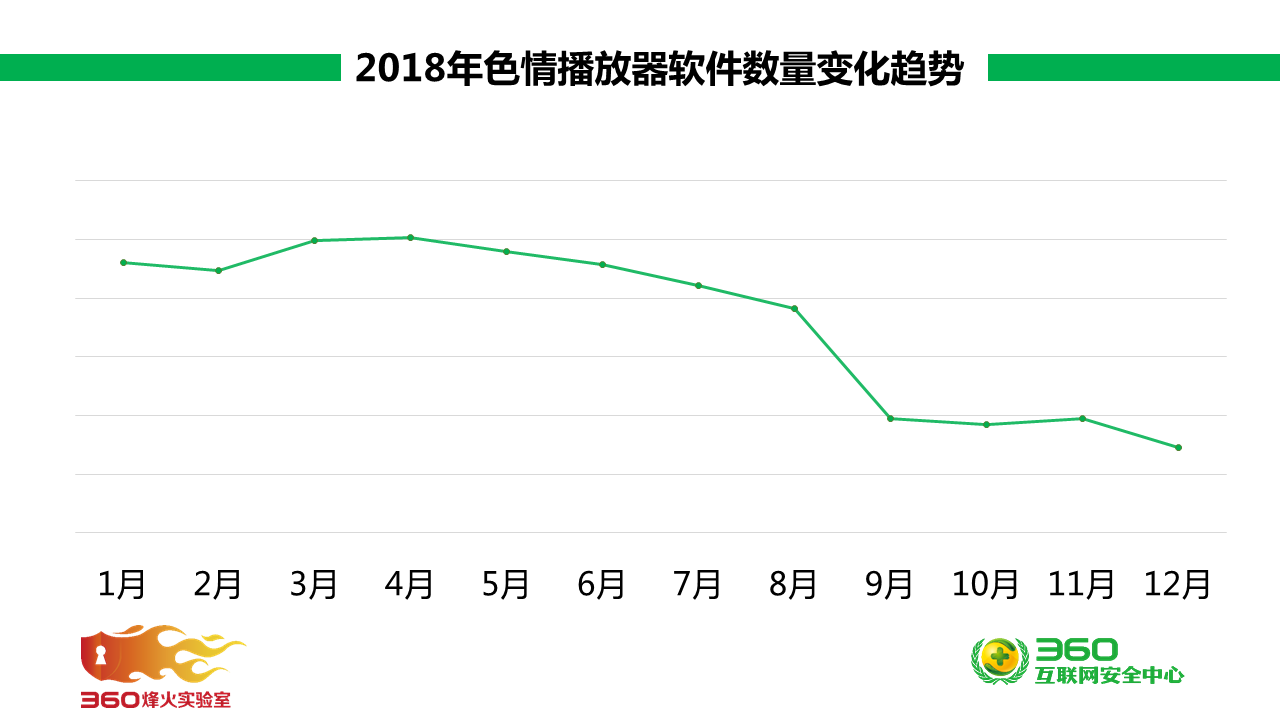 2018年色情播放器软件数量变化趋势
1月 2月 3月 4月 5月 6月 7月 8月 9月 10月 11月 12月
360烽火实验室
360
互联网安全中心